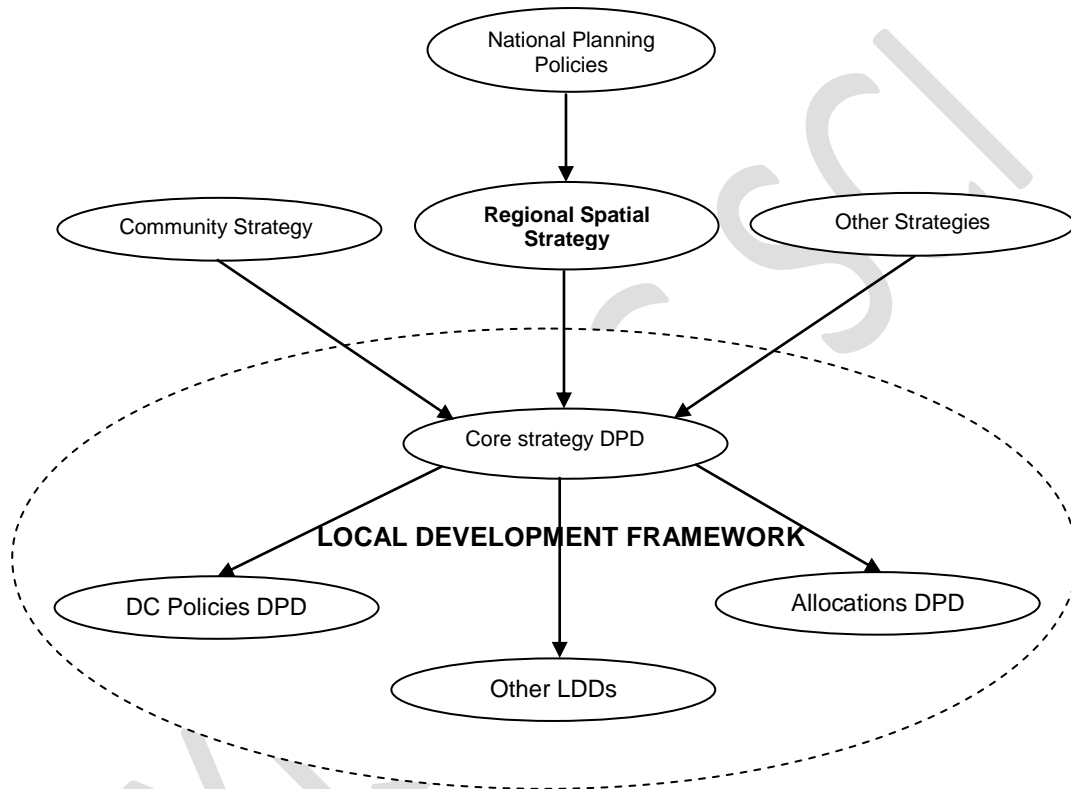 National Planning
Policies
Community Strategy
Regional Spatial
Strategy
Other Strategies
Core strategy DPD
LOCAL DEVELOPMENT FRAMEWORK
DC Policies DPD
Allocations DPD
Other LDDs
SCI